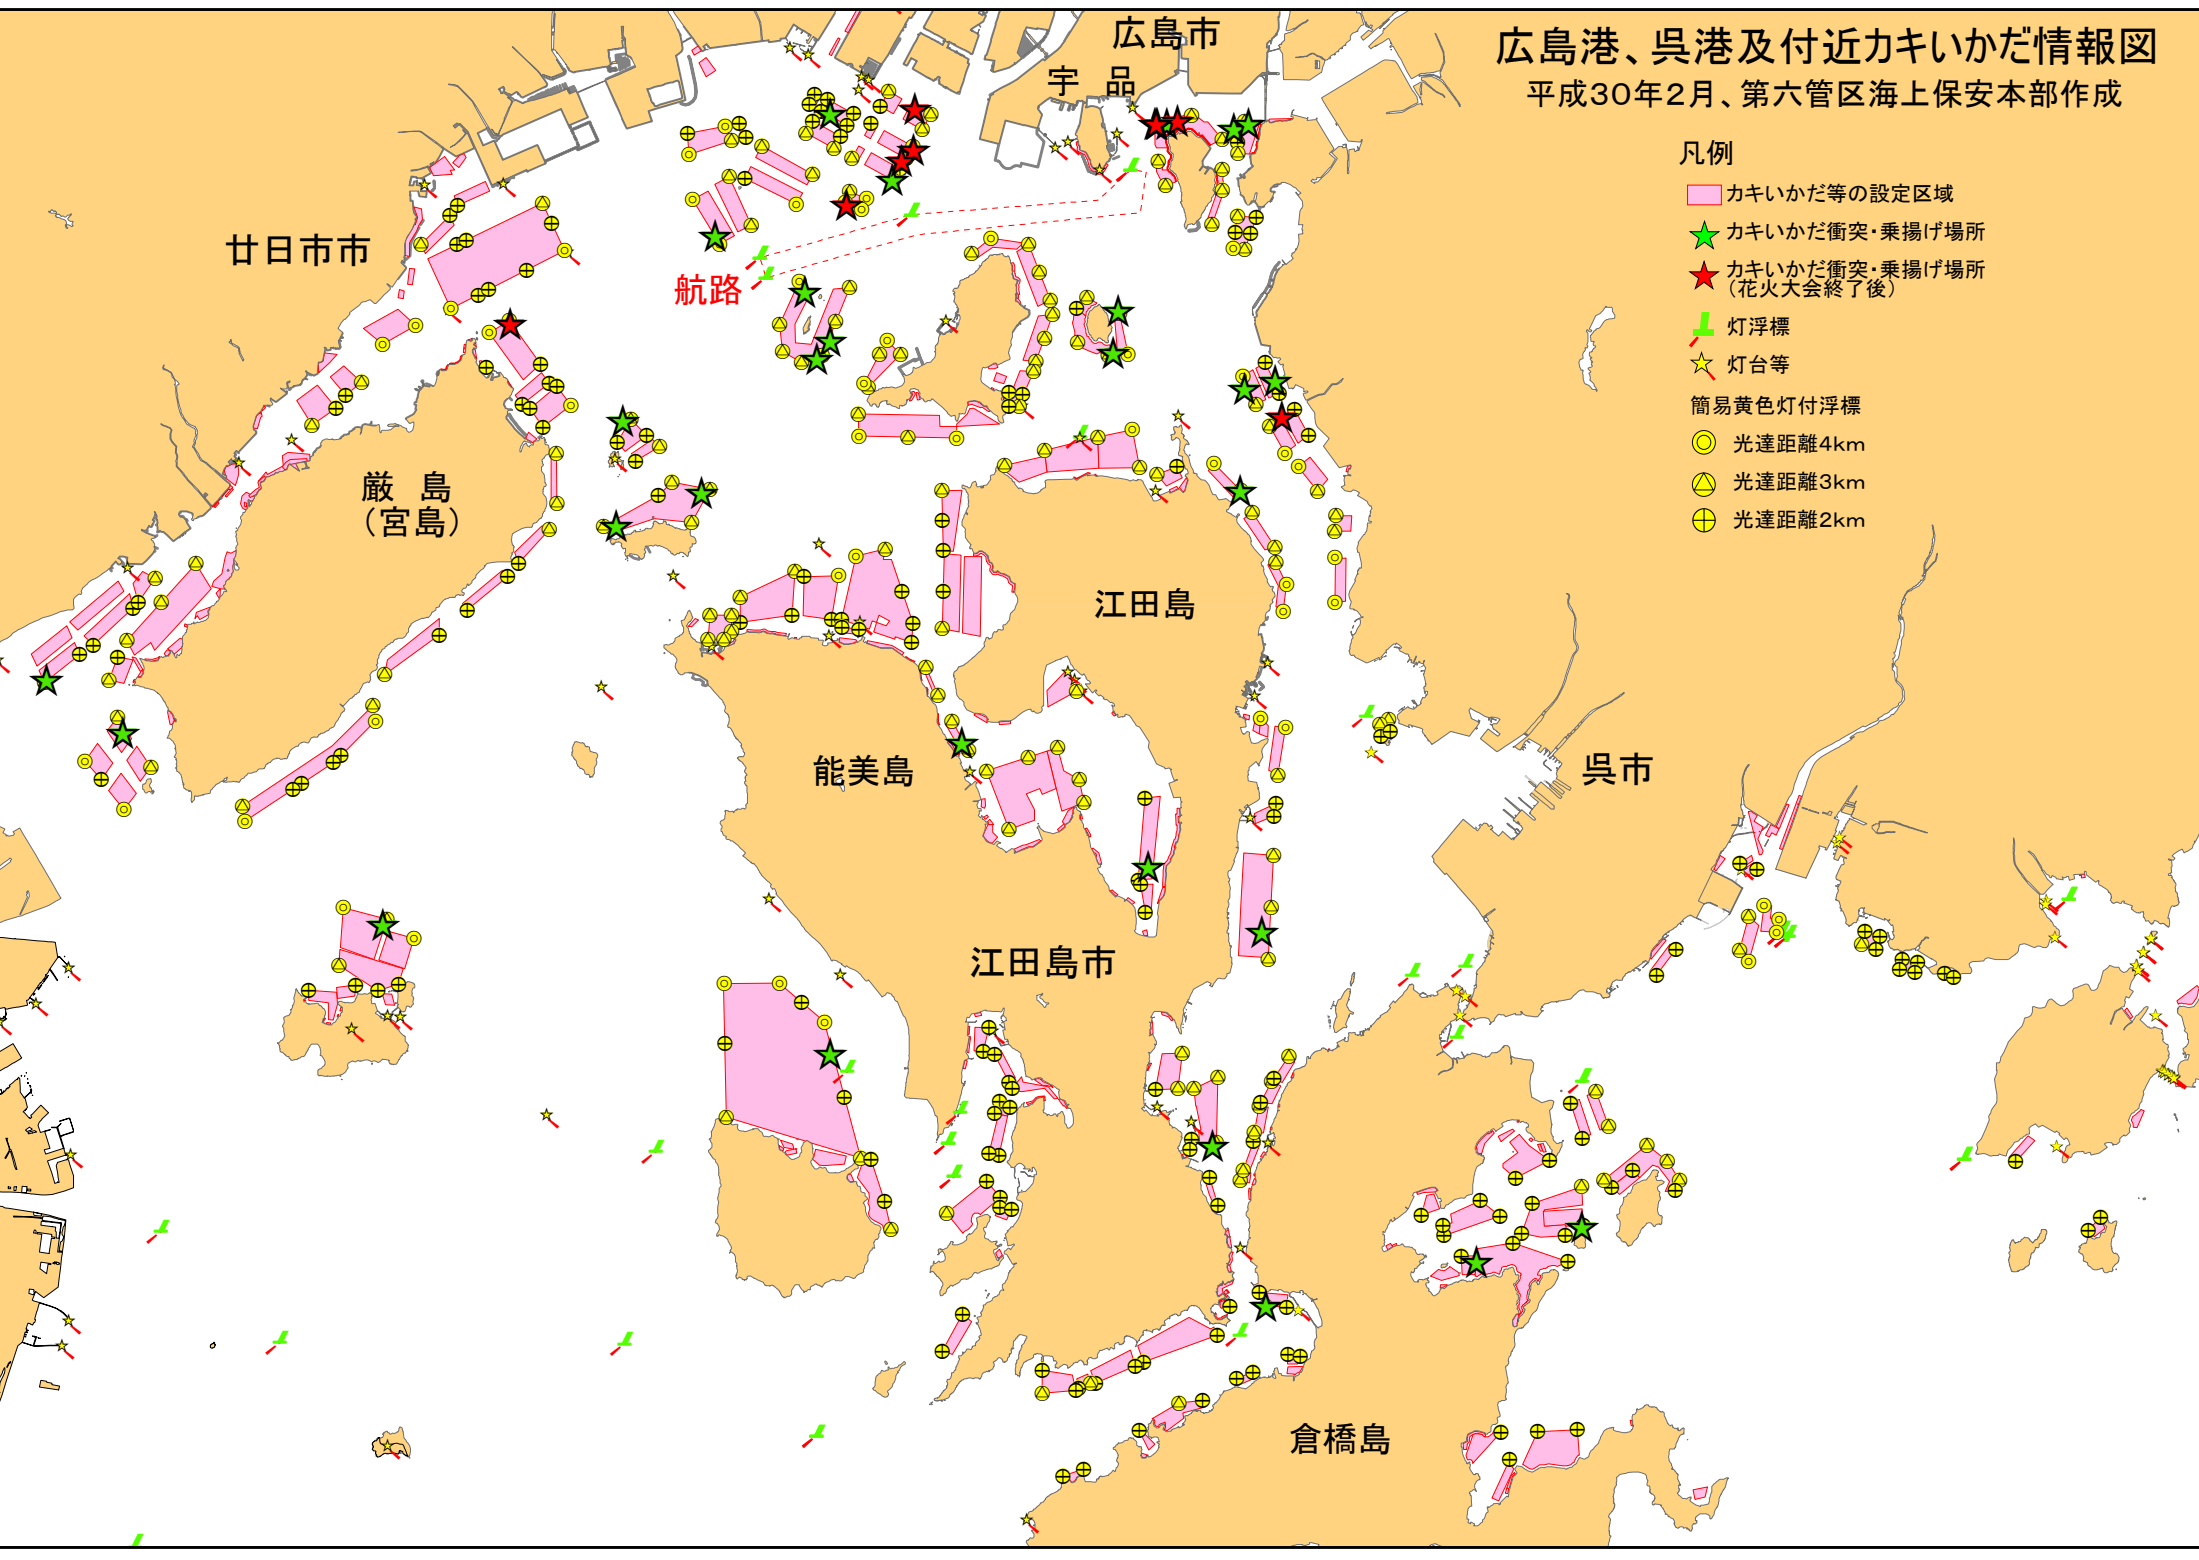 広島港、呉港及付近カキいかだ情報図
平成30年2月、第六管区海上保安本部作成
凡例
カキいかだ等の設定区域
カキいかだ衝突・乗揚げ場所
カキいかだ衝突・乗揚げ場所
（花火大会終了後）
灯浮標
灯台等
簡易黄色灯付浮標
光達距離4km
光達距離3km
光達距離2km
広島市
宇 品
廿日市市
航路
厳 島
（宮島）
江田島
能美島
呉市
江田島市
倉橋島